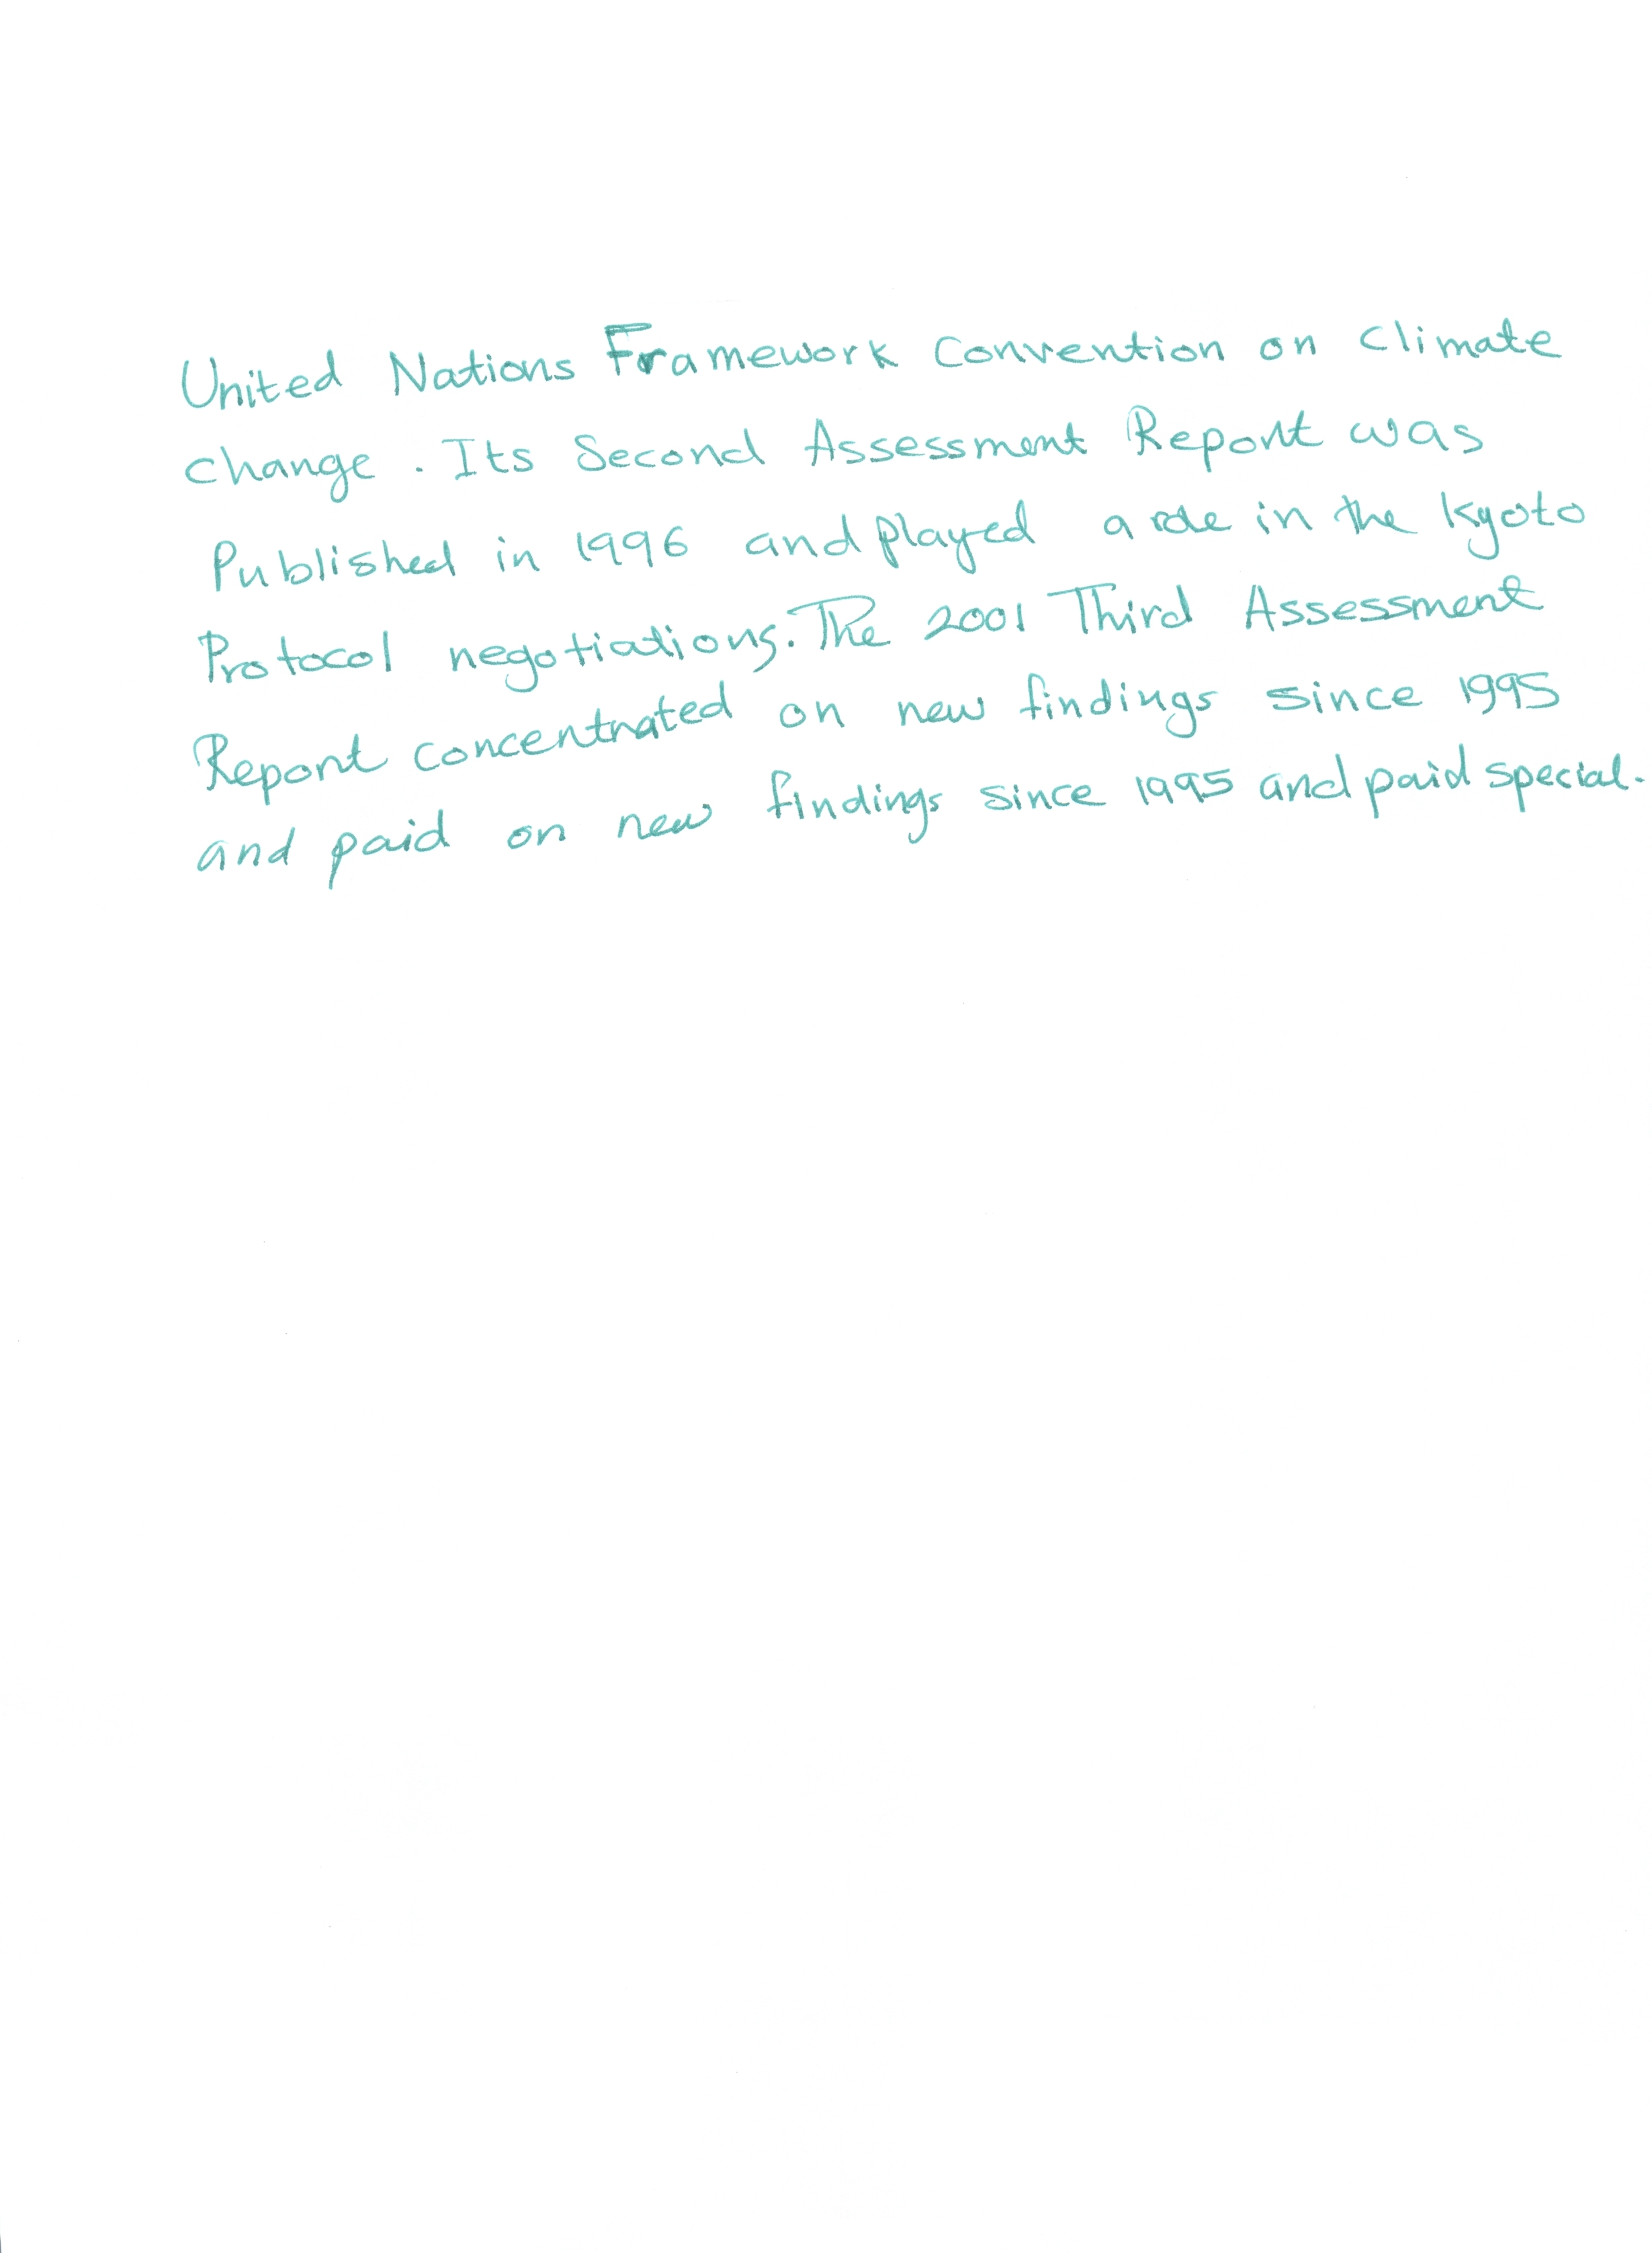 United Nations Framework Convention on Climate
change. Its Second Assessment Report was
Published in 1996 and played a role in the Kyoto
Protocol negotiations. The 2001 Third Assessment
Report concentrated on new findings since 1995
and paid on new findings since 1995 and paid special.